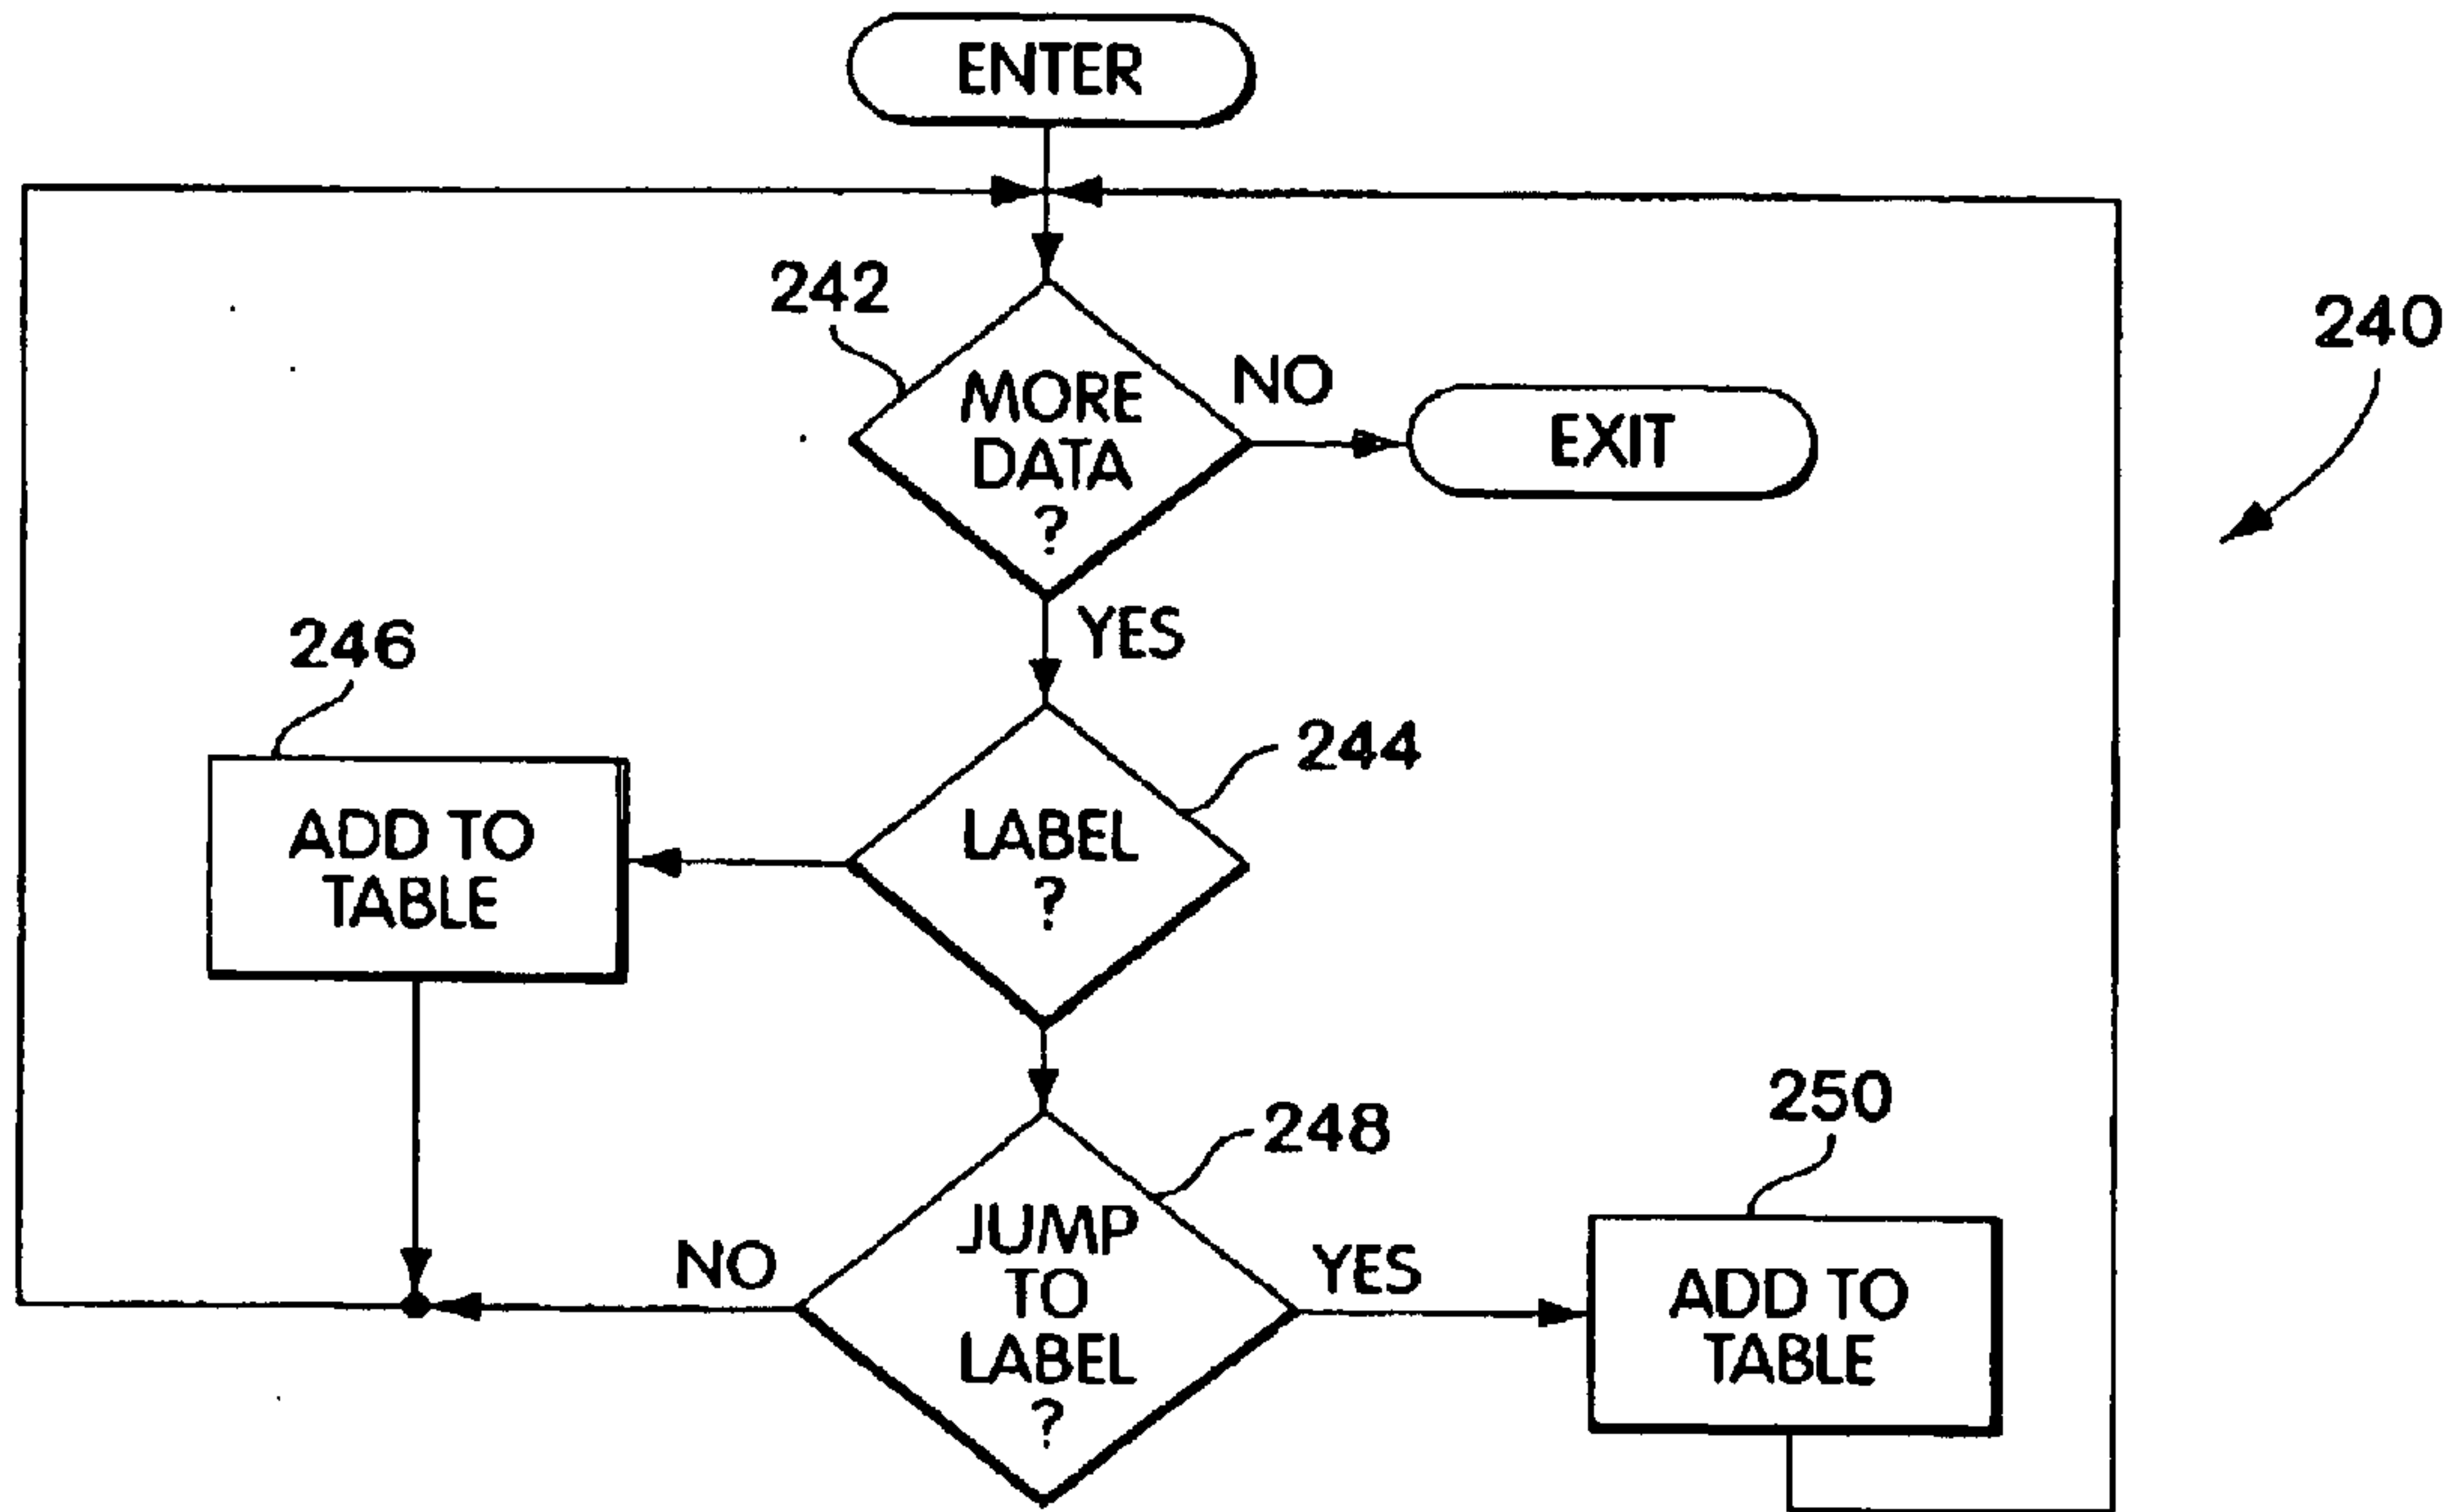 ENTER
242
MORE
DATA
?
NO
EXIT
240
YES
246
ADD TO
TABLE
LABEL
?
244
248
JUMP
TO
LABEL
?
NO
YES
250
ADD TO
TABLE